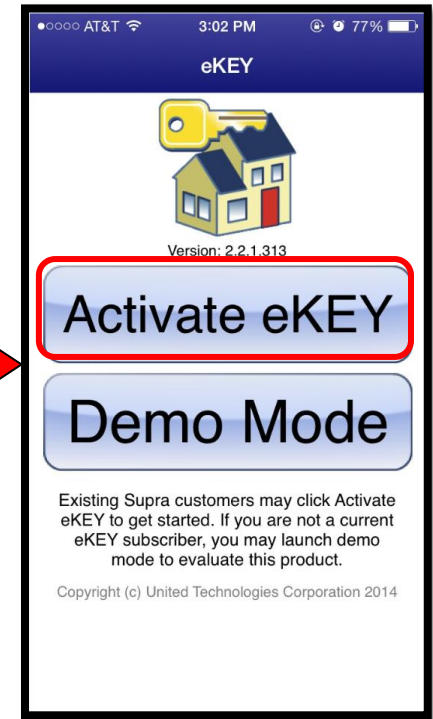 AT&T 3:02 PM 77%
eKEY
Version: 2.2.1.313
Activate eKEY
Demo Mode
Existing Supra customers may click Activate
eKEY to get started. If you are not a current
eKEY subscriber, you may launch demo
mode to evaluate this product.
Copyright (c) United Technologies Corporation 2014